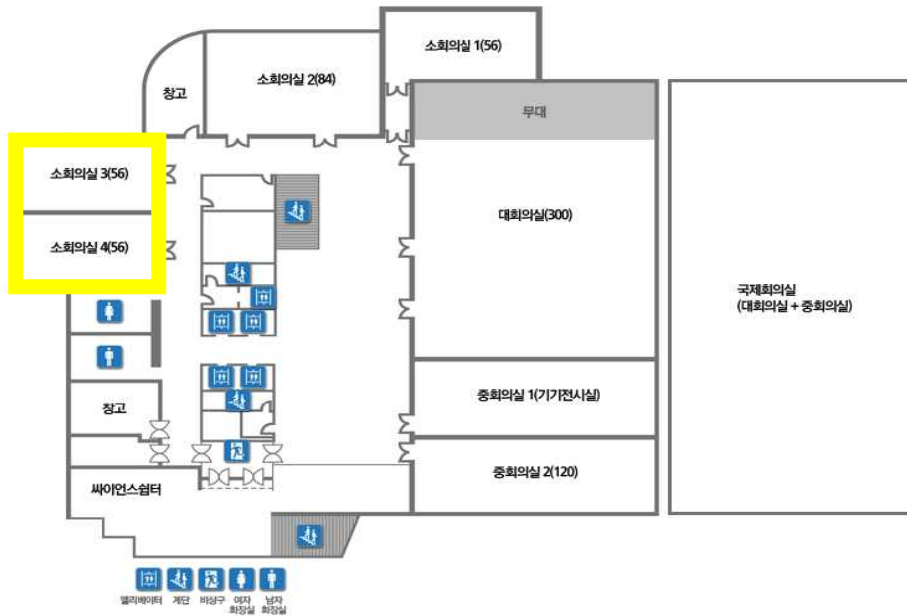 소회의실 1(56)
소회의실 2(84)
창고
무대
소회의실 3(56)
대회의실(300)
소회의실 4(56)
국제회의실
(대회의실 + 중회의실)
중회의실 1(기기전시실)
창고
중회의실 2(120)
싸이언스쉼터
엘리베이터
계단
비상구
여자
화장실
남자
화장실